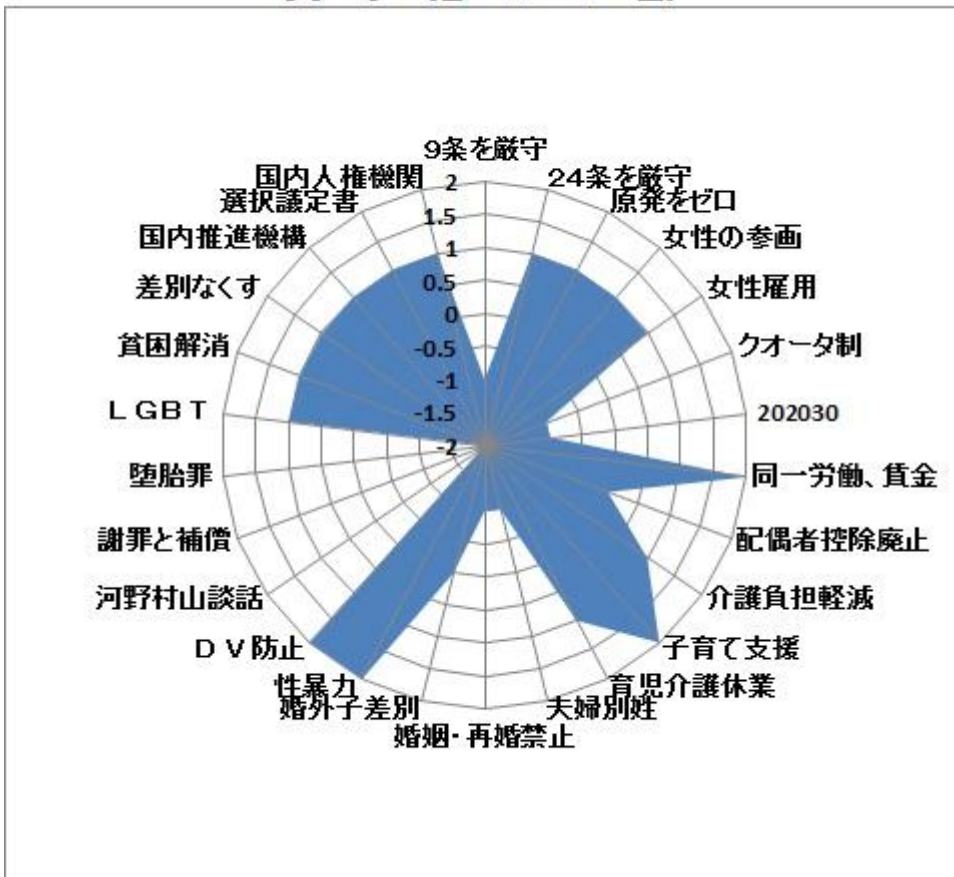 9条を厳守
24条を厳守
原発をゼロ
女性の参画
女性雇用
クオータ制
202030
同一労働、賃金
配偶者控除廃止
介護負担軽減
子育て支援
育児介護休業
夫婦別姓
婚姻・再婚禁止
婚外子差別
性暴力
ＤＶ防止
河野村山談話
謝罪と補償
堕胎罪
ＬＧＢＴ
貧困解消
差別なくす
国内推進機構
選択議定書
国内人権機関
2
1.5
1
0.5
0
-0.5
-1
-1.5
-2